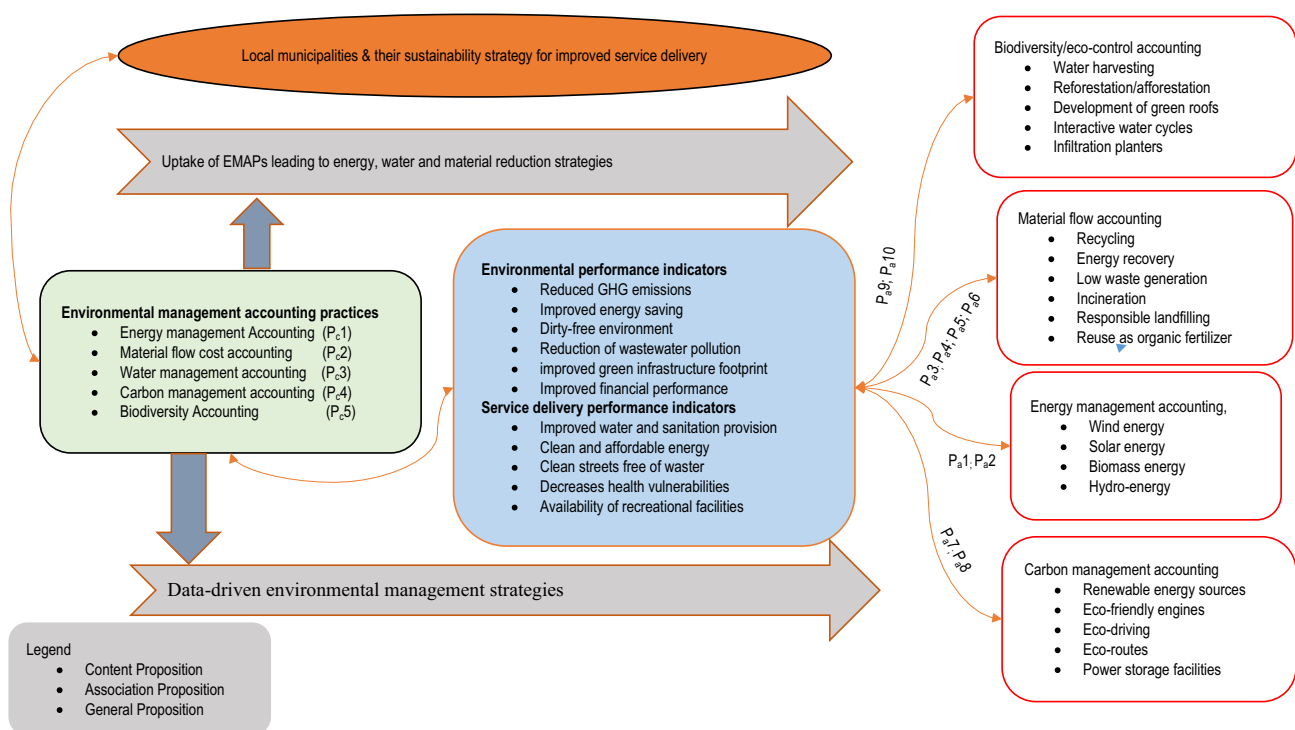 Local municipalities & their sustainability strategy for improved service delivery
Uptake of EMAPs leading to energy, water and material reduction strategies
Environmental management accounting practices
• Energy management Accounting (Pc1)
• Material flow cost accounting (Pc2)
• Water management accounting (Pc3)
• Carbon management accounting (Pc4)
• Biodiversity Accounting (Pc5)
Environmental performance indicators
• Reduced GHG emissions
• Improved energy saving
• Dirty-free environment
• Reduction of wastewater pollution
• improved green infrastructure footprint
• Improved financial performance
Service delivery performance indicators
• Improved water and sanitation provision
• Clean and affordable energy
• Clean streets free of waste
• Decreases health vulnerabilities
• Availability of recreational facilities
Data-driven environmental management strategies
Legend
• Content Proposition
• Association Proposition
• General Proposition
Pa9; Pa10
Pa3;Pa4; Pa5; Pa6
Pa1; Pa2
Pa7; Pa8
Biodiversity/eco-control accounting
• Water harvesting
• Reforestation/afforestation
• Development of green roofs
• Interactive water cycles
• Infiltration planters
Material flow accounting
• Recycling
• Energy recovery
• Low waste generation
• Incineration
• Responsible landfilling
• Reuse as organic fertilizer
Energy management accounting,
• Wind energy
• Solar energy
• Biomass energy
• Hydro-energy
Carbon management accounting
• Renewable energy sources
• Eco-friendly engines
• Eco-driving
• Eco-routes
• Power storage facilities